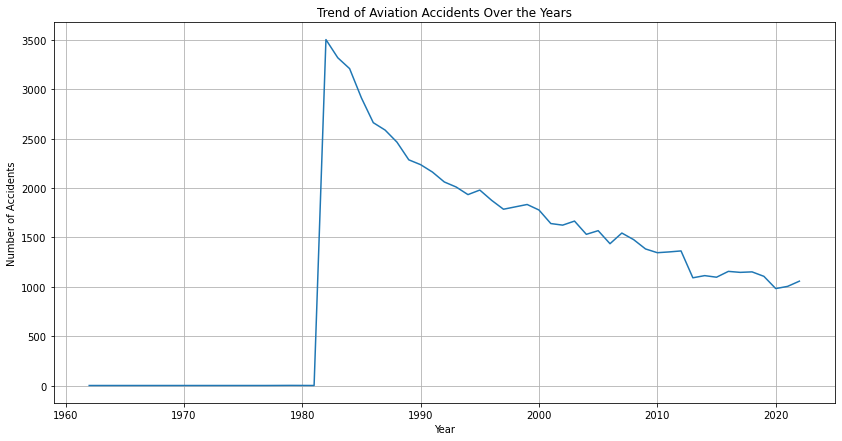 Trend of Aviation Accidents Over the Years
Number of Accidents
3500
3000
2500
2000
1500
1000
500
0
1960 1970 1980 1990 2000 2010 2020
Year